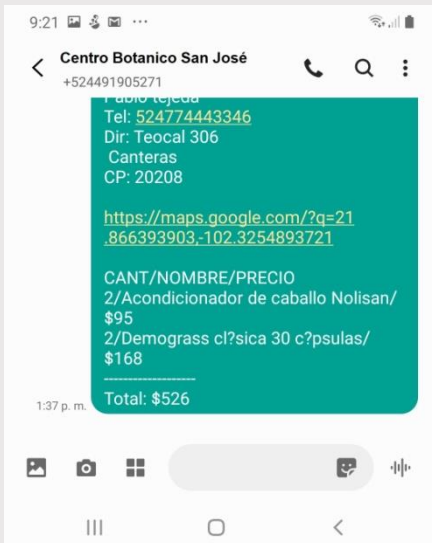 9:21
Centro Botanico San José
+524491905271
Pablo tejeda
Tel: 524774443346
Dir: Teocal 306
Canteras
CP: 20208
https://maps.google.com/?q=21
.866393903,-102.3254893721
CANT/NOMBRE/PRECIO
2/Acondicionador de caballo Nolisan/
$95
2/Demograss cl?sica 30 c?psulas/
$168
-------------------
Total: $526
1:37 p. m.